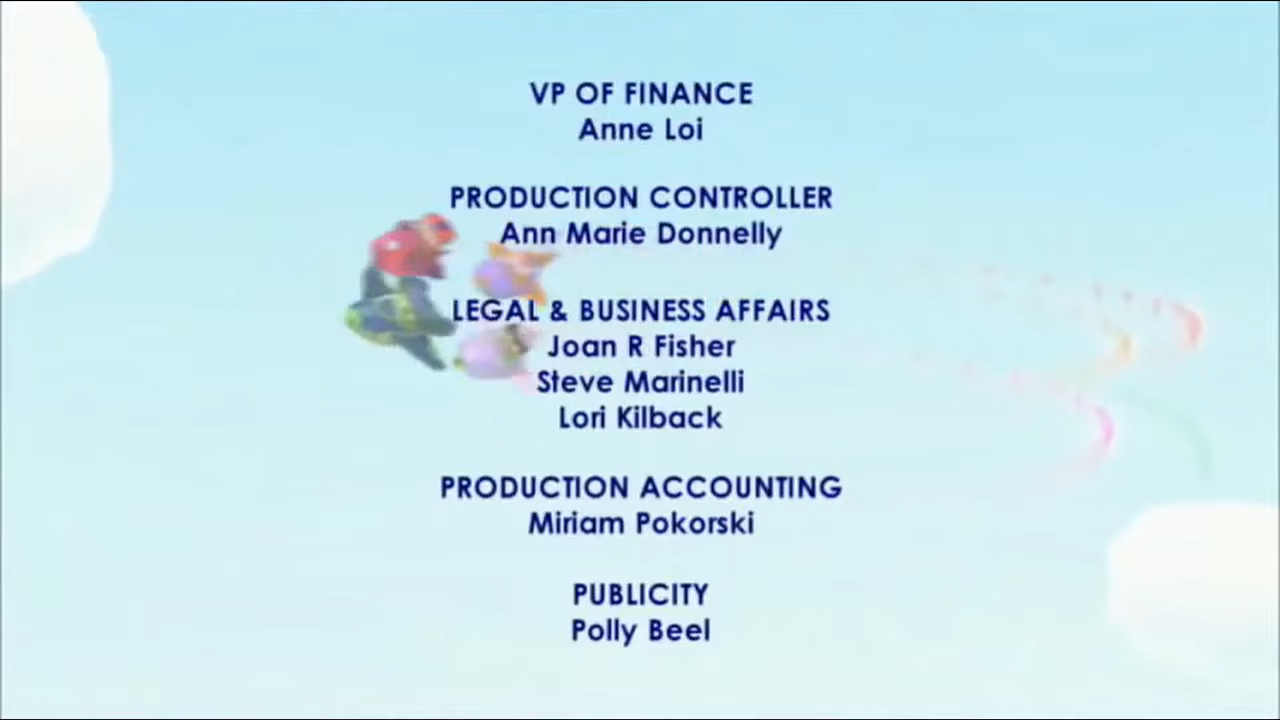 VP OF FINANCE
Anne Loi
PRODUCTION CONTROLLER
Ann Marie Donnelly
LEGAL & BUSINESS AFFAIRS
Joan R Fisher
Steve Marinelli
Lori Kilback
PRODUCTION ACCOUNTING
Miriam Pokorski
PUBLICITY
Polly Beel